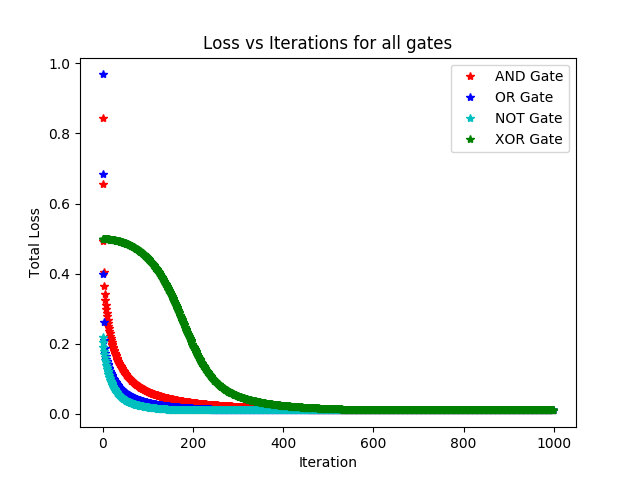 Loss vs Iterations for all gates
1.0
0.8
0.6
0.4
0.2
0.0
Total Loss
AND Gate
OR Gate
NOT Gate
XOR Gate
0 200 400 600 800 1000
Iteration